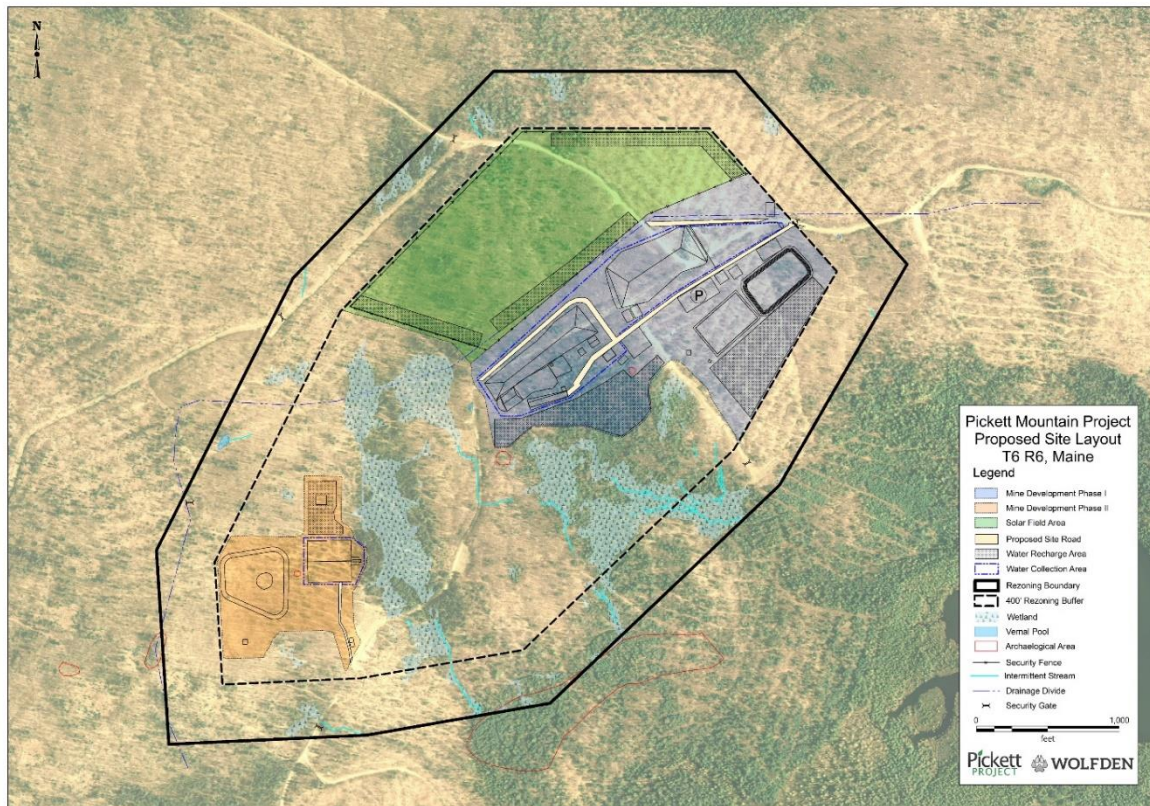 N
P
Pickett Mountain Project
Proposed Site Layout
T6 R6, Maine
Legend
Mine Development Phase I
Mine Development Phase II
Solar Field Area
Proposed Site Road
Water Recharge Area
Water Collection Area
Rezoning Boundary
400' Rezoning Buffer
Wetland
Vernal Pool
Archaelogical Area
Security Fence
Intermittent Stream
Drainage Divide
Security Gate
0 1,000
feet
Pickett
PROJECT
WOLFDEN